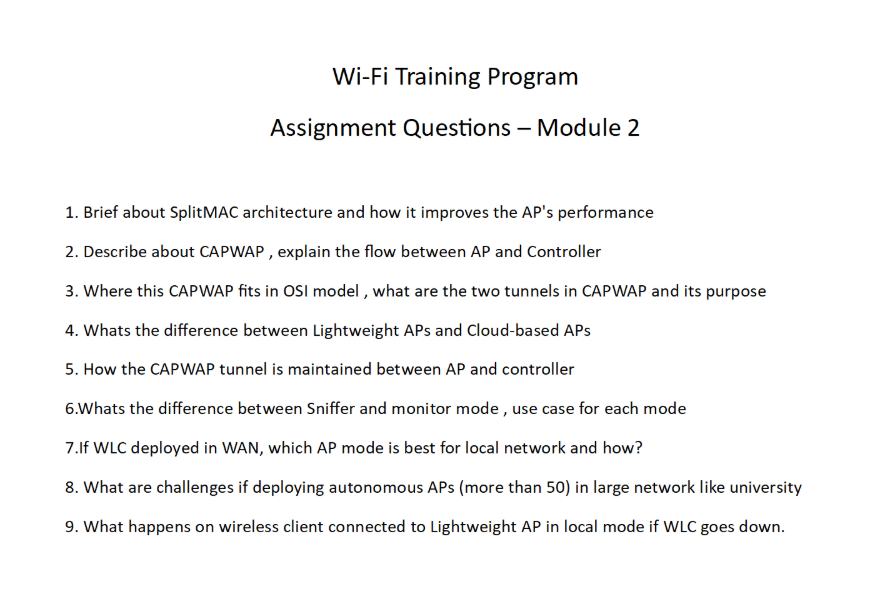 Wi-Fi Training Program
Assignment Questions – Module 2
1. Brief about SplitMAC architecture and how it improves the AP's performance
2. Describe about CAPWAP , explain the flow between AP and Controller
3. Where this CAPWAP fits in OSI model , what are the two tunnels in CAPWAP and its purpose
4. Whats the difference between Lightweight APs and Cloud-based APs
5. How the CAPWAP tunnel is maintained between AP and controller
6.Whats the difference between Sniffer and monitor mode , use case for each mode
7.If WLC deployed in WAN, which AP mode is best for local network and how?
8. What are challenges if deploying autonomous APs (more than 50) in large network like university
9. What happens on wireless client connected to Lightweight AP in local mode if WLC goes down.